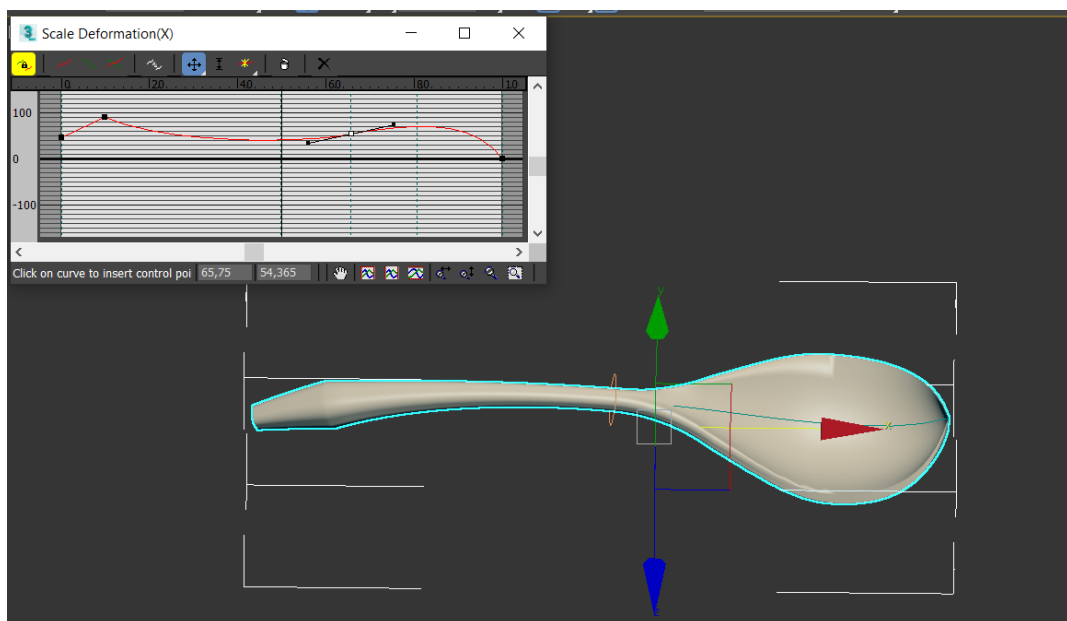 3 Scale Deformation(X)
0 20 40 60 80 10
100
0
-100
Click on curve to insert control poi 65,75 54,365
y
x
z